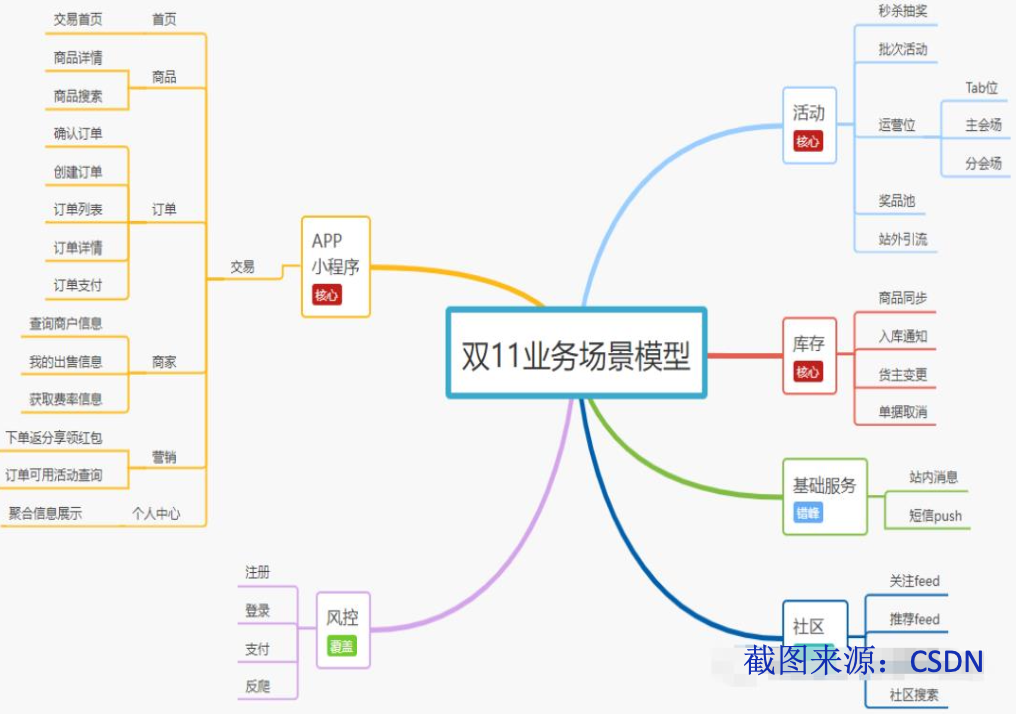 双11业务场景模型
APP
小程序
核心
交易
首页
交易首页
商品
商品详情
商品搜索
订单
确认订单
创建订单
订单列表
订单详情
订单支付
商家
查询商户信息
我的出售信息
获取费率信息
营销
下单返分享领红包
订单可用活动查询
个人中心
聚合信息展示
活动
核心
秒杀抽奖
批次活动
运营位
Tab位
主会场
分会场
奖品池
站外引流
库存
核心
商品同步
入库通知
货主变更
单据取消
基础服务
错峰
站内消息
短信push
社区
关注feed
推荐feed
社区搜索
风控
覆盖
注册
登录
支付
反爬
截图来源：CSDN